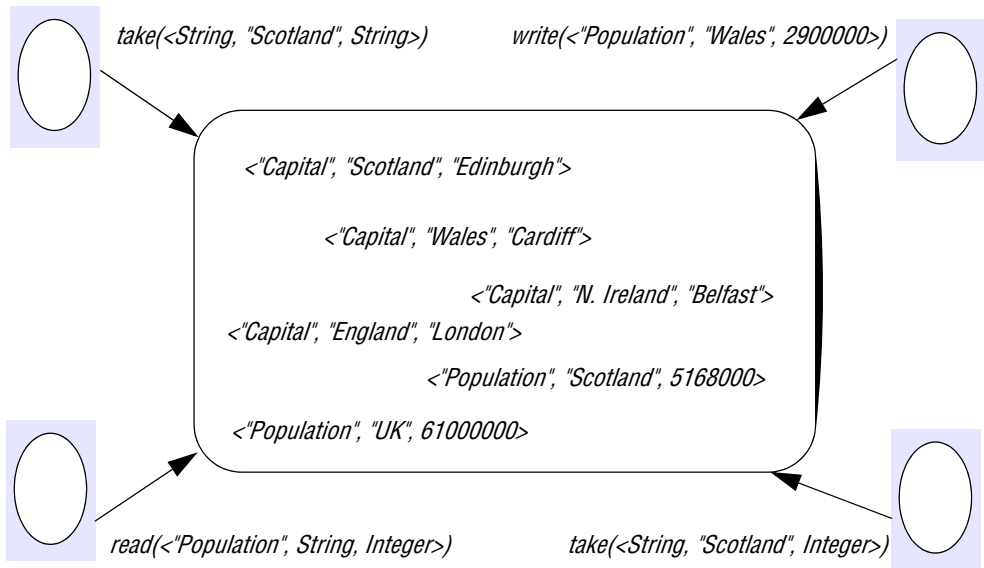 take(<String, "Scotland", String>)
write(<"Population", "Wales", 2900000>)
<"Capital", "Scotland", "Edinburgh">
<"Capital", "Wales", "Cardiff">
<"Capital", "N. Ireland", "Belfast">
<"Capital", "England", "London">
<"Population", "Scotland", 5168000>
<"Population", "UK", 61000000>
read(<"Population", String, Integer>)
take(<String, "Scotland", Integer>)